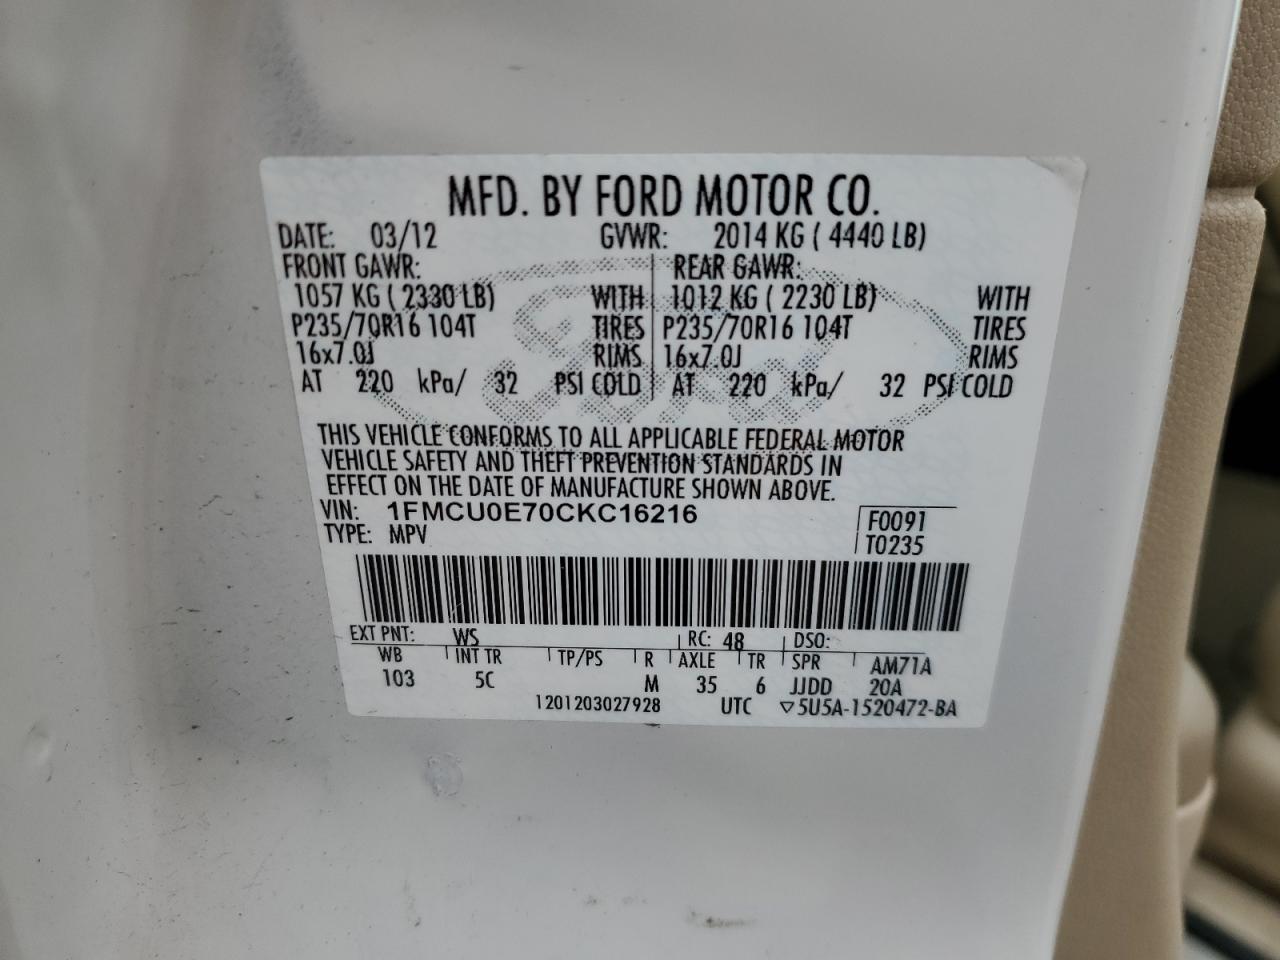 MFD. BY FORD MOTOR CO.
DATE: 03/12 GVWR: 2014 KG ( 4440 LB)
FRONT GAWR: REAR GAWR:
1057 KG ( 2330 LB) WITH 1012 KG ( 2230 LB) WITH
P235/70R16 104T TIRES P235/70R16 104T TIRES
16x7.0J RIMS 16x7.0J RIMS
AT 220 kPa/ 32 PSI COLD AT 220 kPa/ 32 PSI COLD
THIS VEHICLE CONFORMS TO ALL APPLICABLE FEDERAL MOTOR
VEHICLE SAFETY AND THEFT PREVENTION STANDARDS IN
EFFECT ON THE DATE OF MANUFACTURE SHOWN ABOVE.
VIN: 1FMCU0E70CKC16216 F0091
TYPE: MPV T0235
EXT PNT: WS RC: 48 DSO:
WB INT TR TP/PS R AXLE TR SPR AM71A
103 5C M 35 6 JJDD 20A
1201203027928 UTC ▽5U5A-1520472-BA